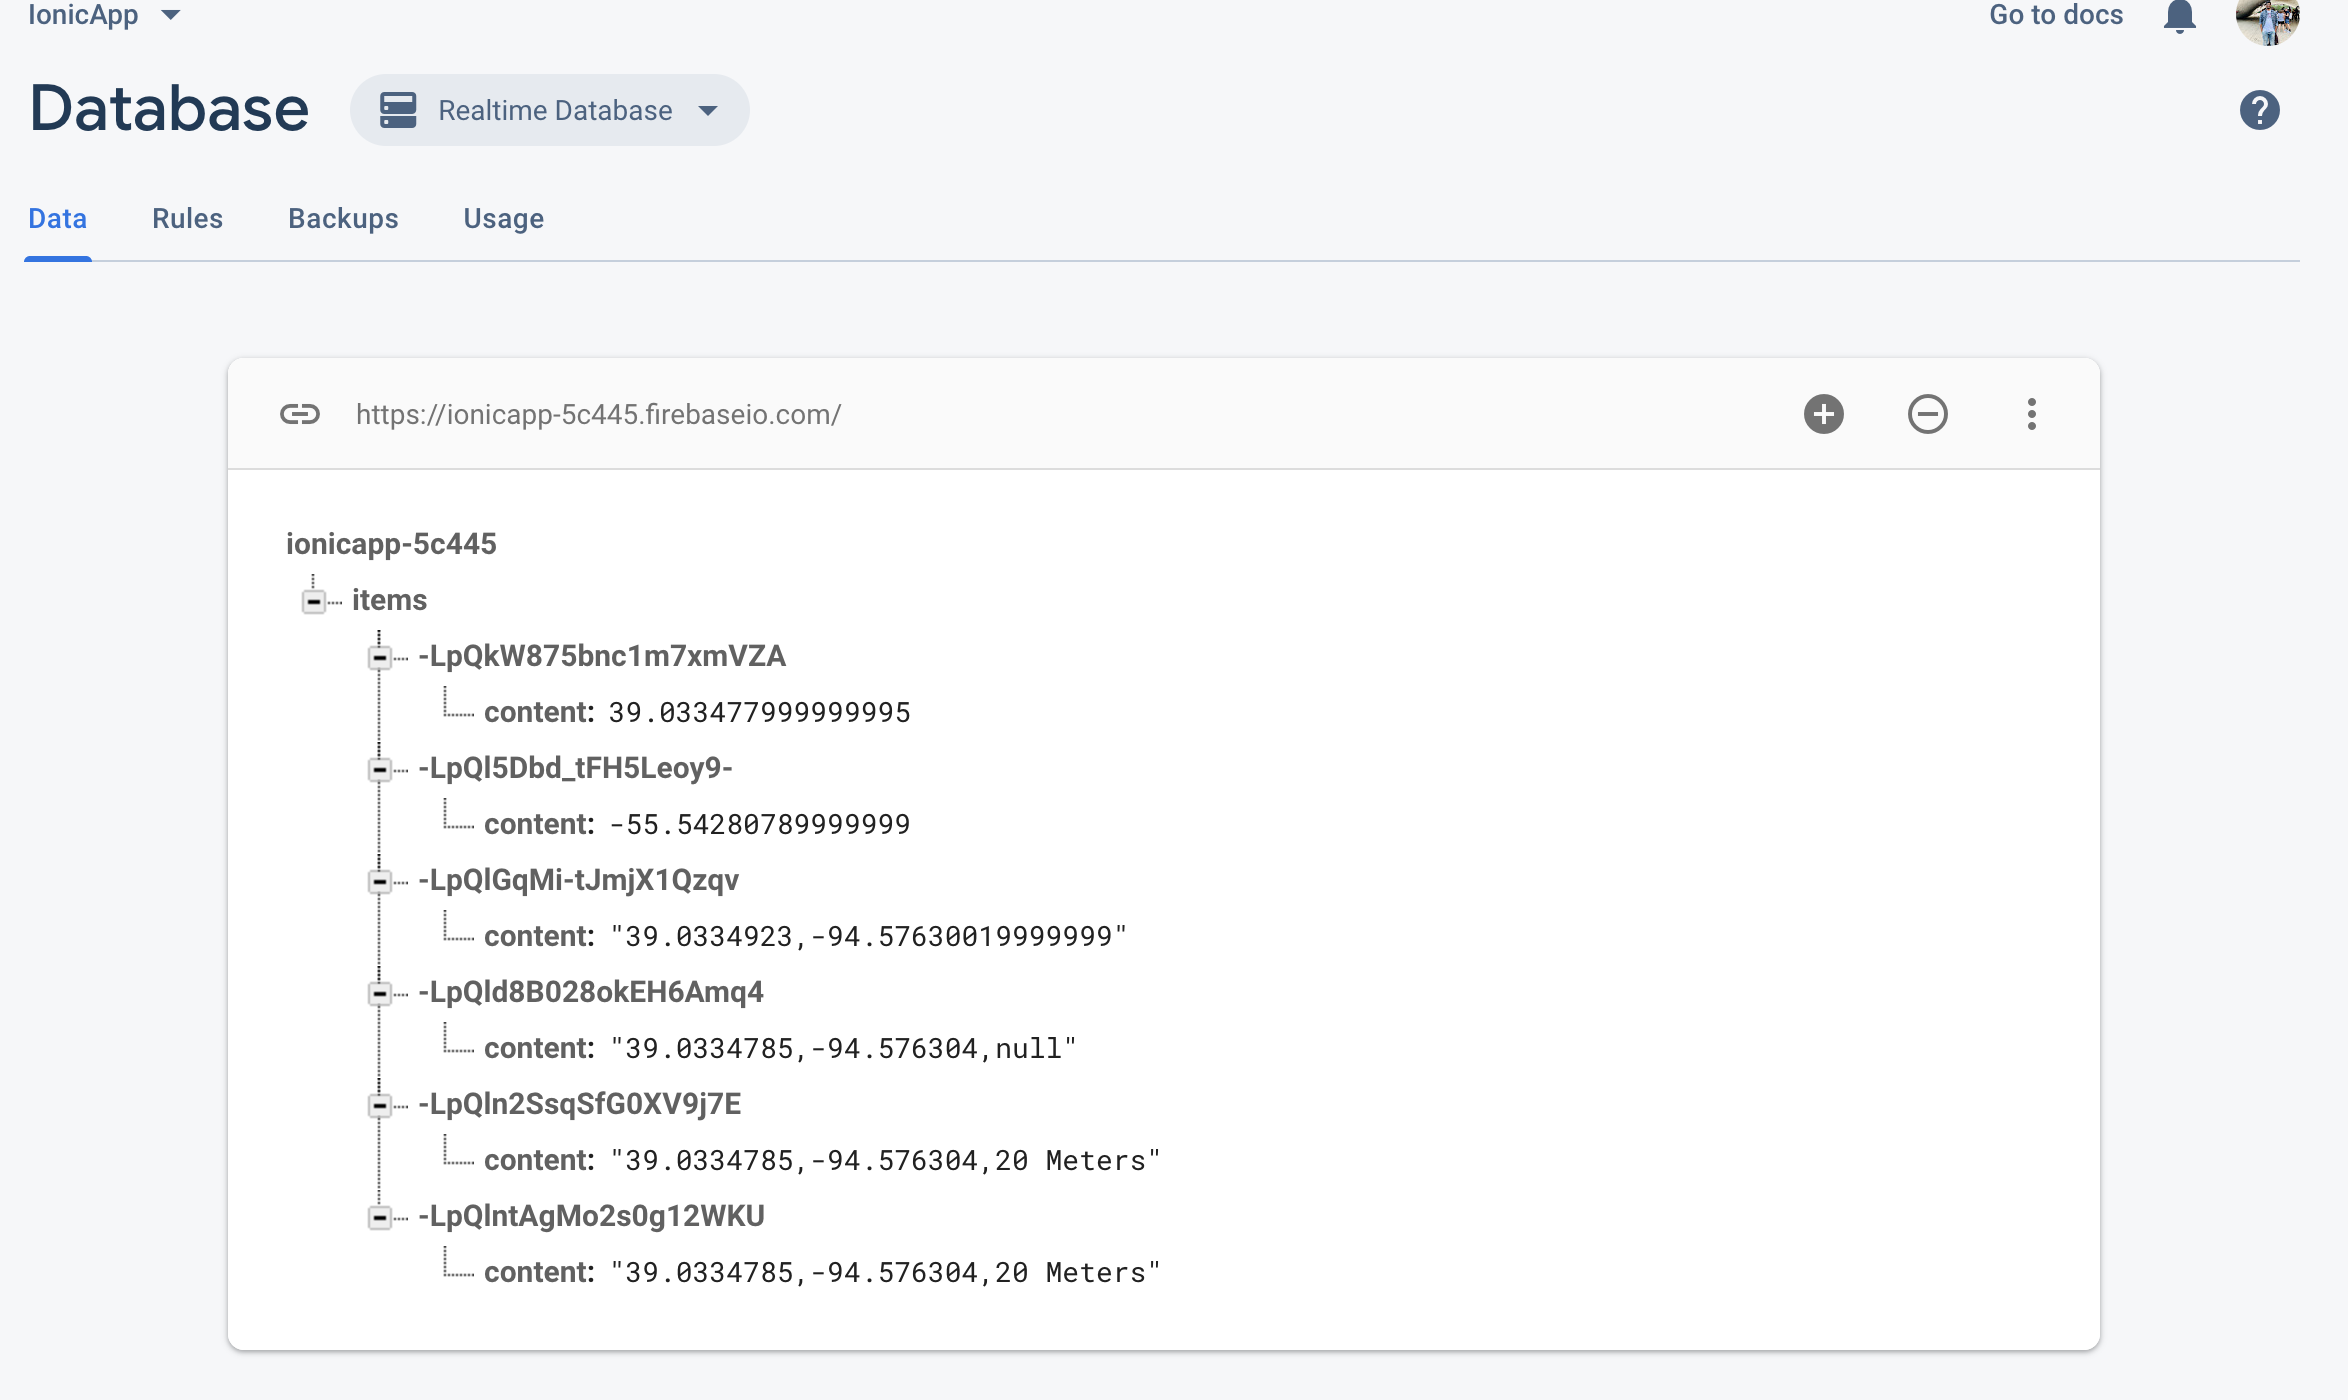 IonicApp
Go to docs
Database
Realtime Database
?
Data Rules Backups Usage
https://ionicapp-5c445.firebaseio.com/
ionicapp-5c445
items
-LpQkW875bnc1m7xmVZA
content: 39.033477999999995
-LpQl5Dbd_tFH5Leoy9-
content: -55.54280789999999
-LpQlGqMi-tJmjX1Qzqv
content: "39.0334923,-94.57630019999999"
-LpQld8B028okEH6Amq4
content: "39.0334785,-94.576304,null"
-LpQln2SsqSfG0XV9j7E
content: "39.0334785,-94.576304,20 Meters"
-LpQlntAgMo2s0g12WKU
content: "39.0334785,-94.576304,20 Meters"